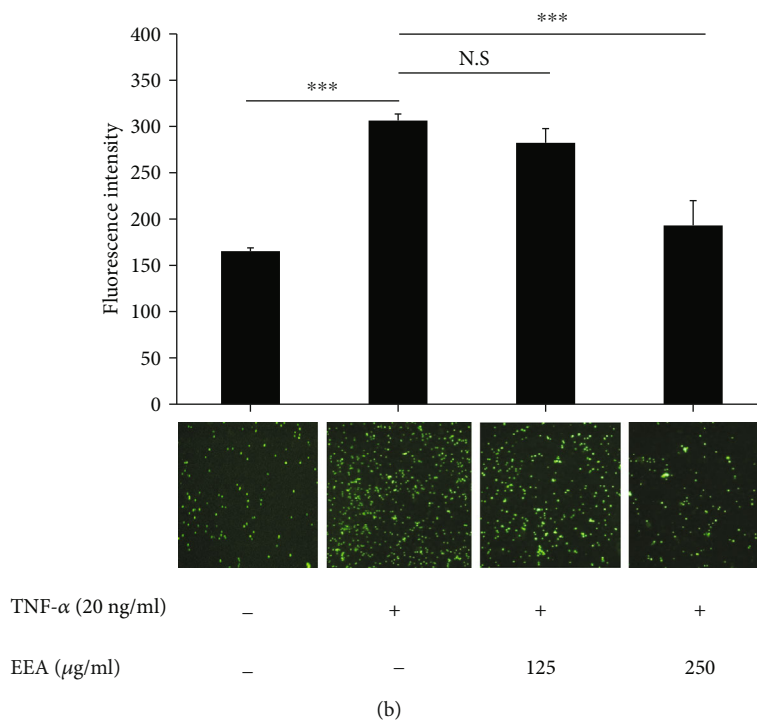 400
350
300
250
200
150
100
50
0
Fluorescence intensity
***
N.S
***
TNF-α (20 ng/ml) – + + +
EEA (μg/ml) – – 125 250
(b)